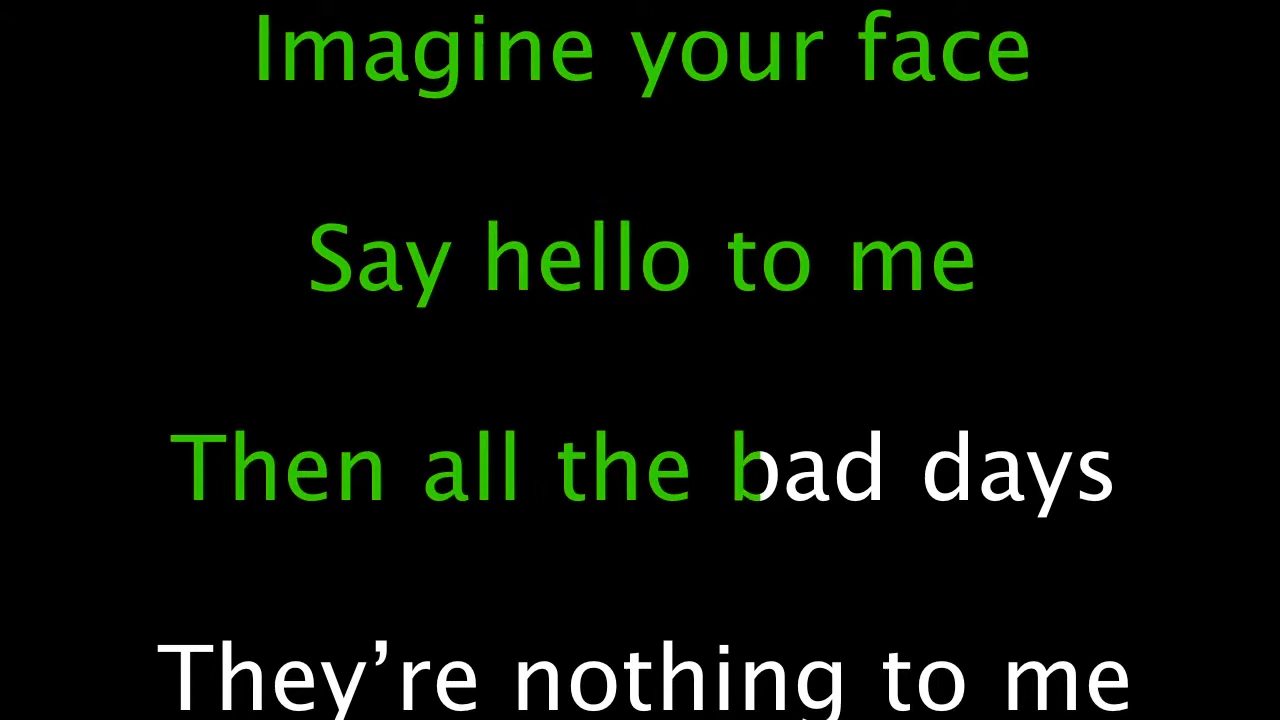 Imagine your face
Say hello to me
Then all the bad days
They’re nothing to me